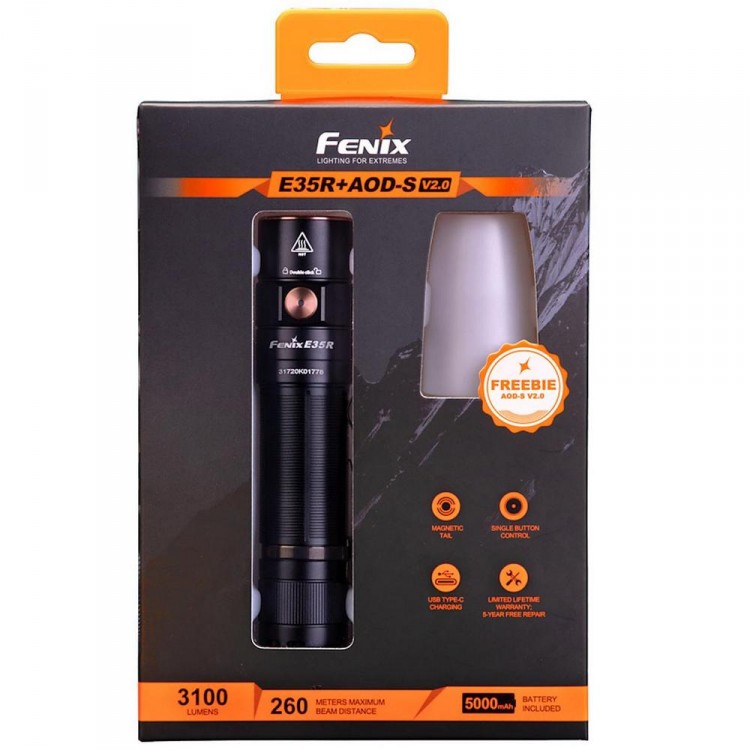 FENIX
LIGHTING FOR EXTREMES
E35R+AOD-S V2.0
HOT
Double-click
FENIX E35R
31720K01779
FREEBIE
AOD-S V2.0
MAGNETIC
TAIL
SINGLE BUTTON
CONTROL
USB TYPE-C
CHARGING
LIMITED LIFETIME
WARRANTY:
5-YEAR FREE REPAIR
3100
LUMENS
260
METERS MAXIMUM
BEAM DISTANCE
5000mAh
BATTERY
INCLUDED